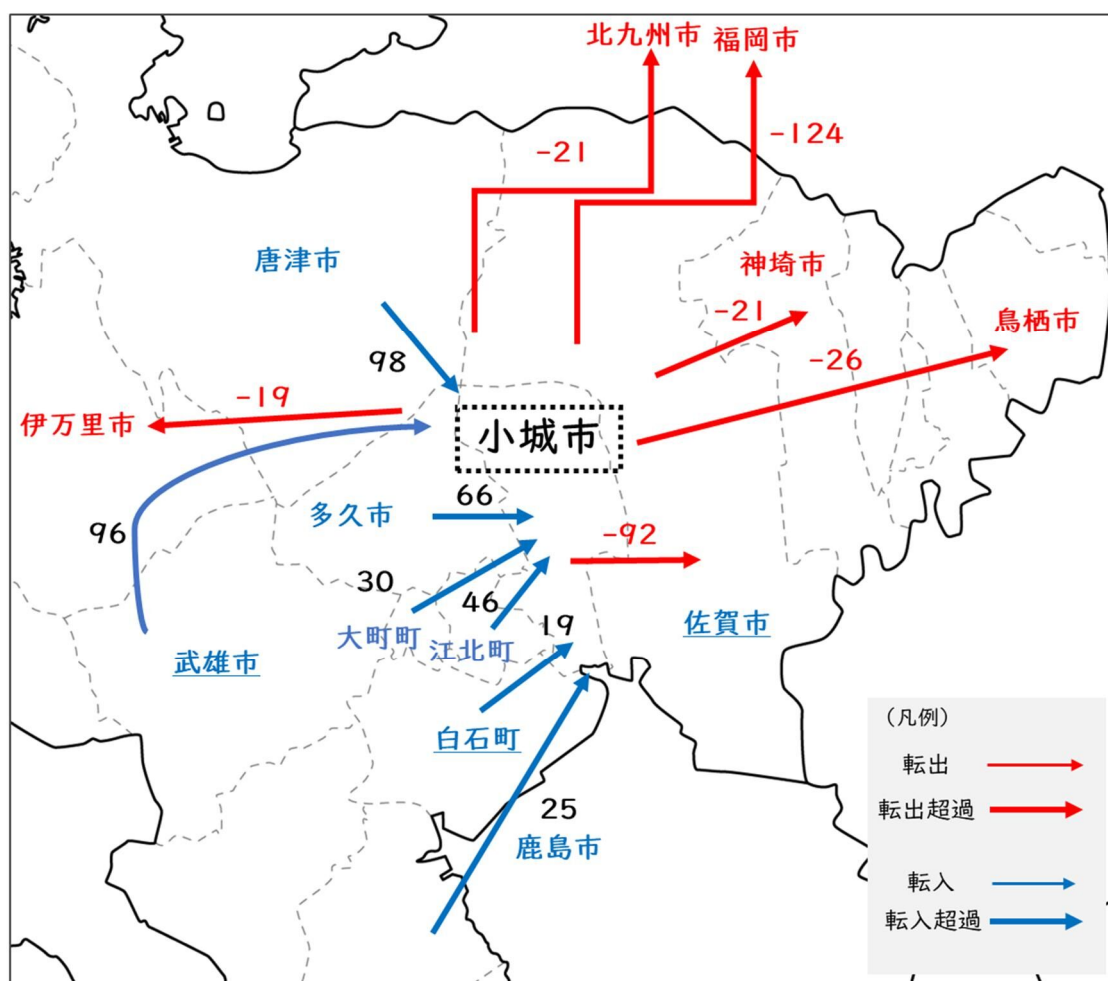 北九州市
福岡市
-21
-124
唐津市
神埼市
-21
鳥栖市
-26
98
-19
伊万里市
小城市
96
多久市
66
-92
30
46
19
大町町
江北町
佐賀市
武雄市
白石町
25
鹿島市
（凡例）
転出
転出超過
転入
転入超過